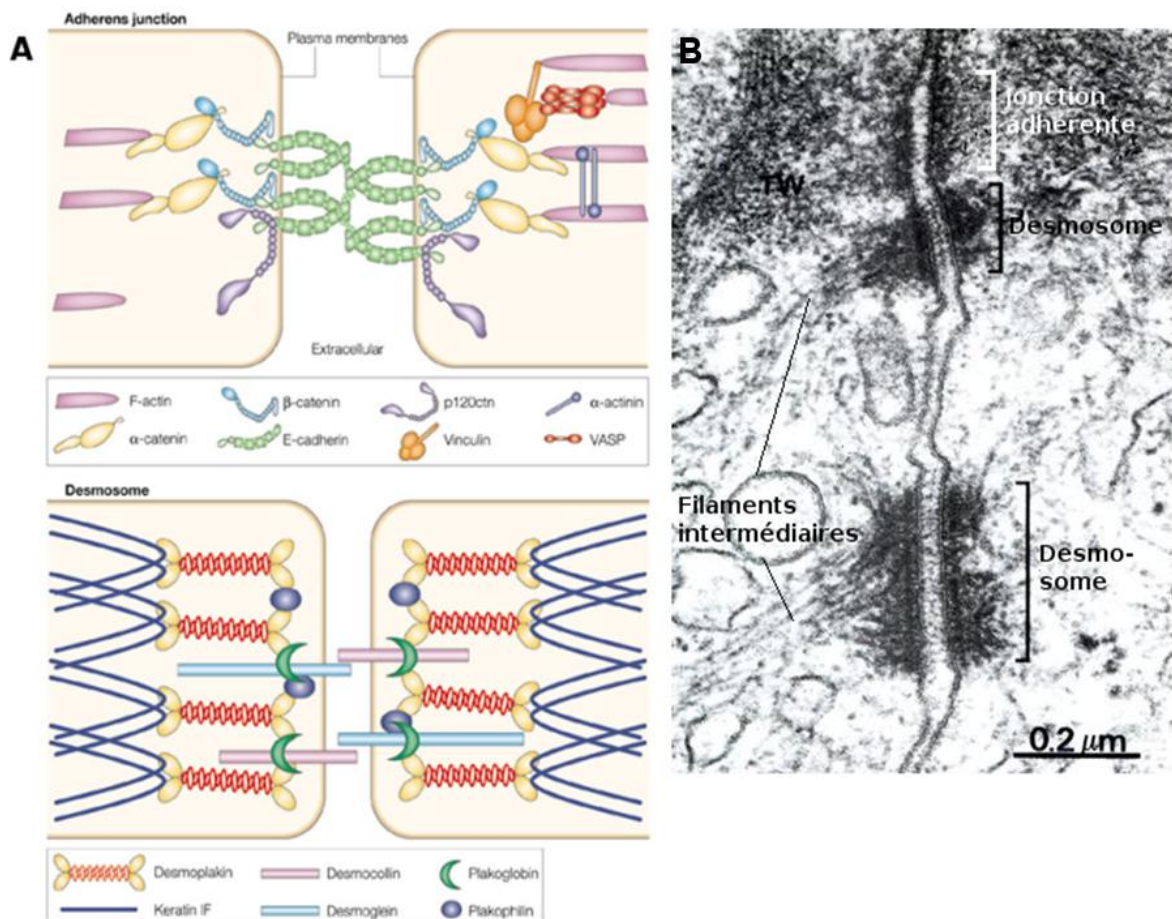 A
Adherens junction
Plasma membranes
Extracellular
F-actin
β-catenin
p120ctn
α-actinin
α-catenin
E-cadherin
Vinculin
VASP
Desmosome
Desmoplakin
Desmocollin
Plakoglobin
Keratin IF
Desmoglein
Plakophilin
B
Jonction
adhérente
TW
Desmosome
Filaments
intermédiaires
Desmo-
some
0.2 μm